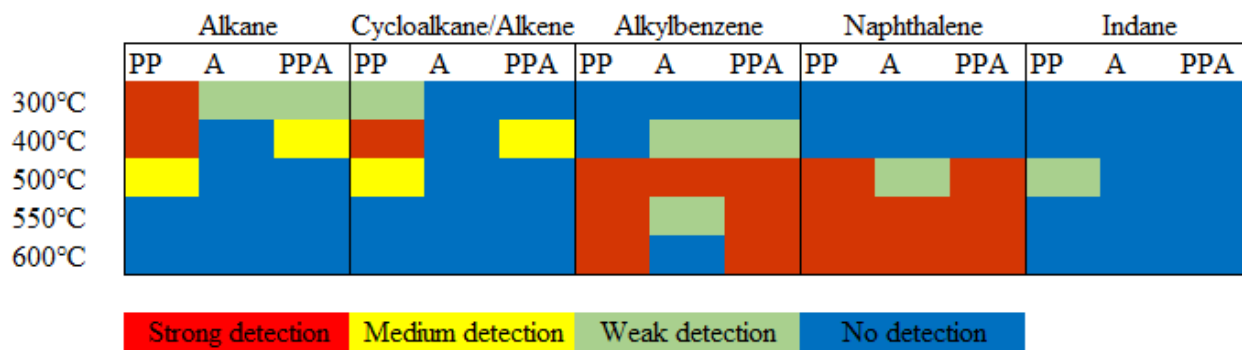 Alkane Cycloalkane/Alkene Alkylbenzene Naphthalene Indane
PP A PPA PP A PPA PP A PPA PP A PPA PP A PPA
300℃
400℃
500℃
550℃
600℃
Strong detection Medium detection Weak detection No detection